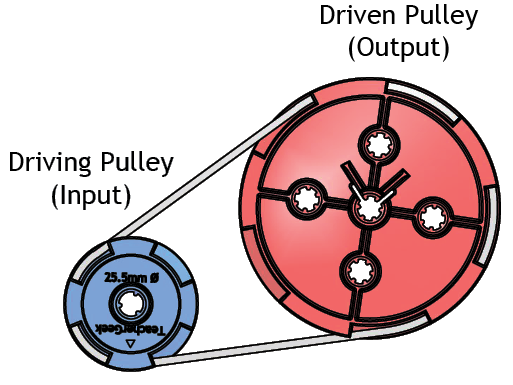 Driven Pulley
(Output)
Driving Pulley
(Input)
25.5mm Ø
TeacherGeek